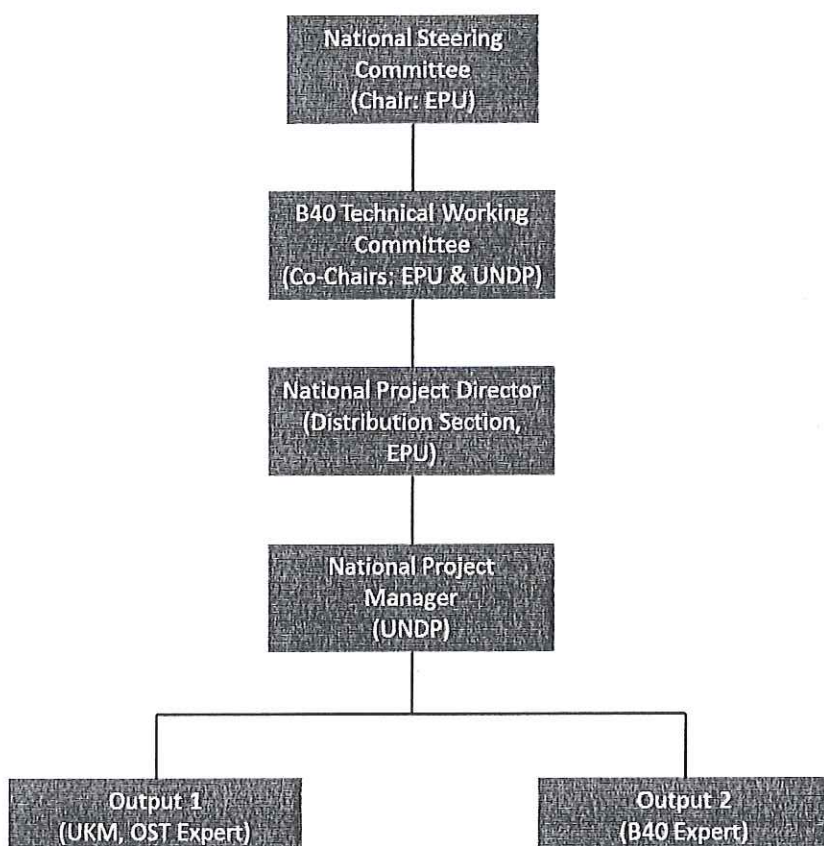 National Steering
Committee
(Chair: EPU)
B40 Technical Working
Committee
(Co-Chairs; EPU & UNDP)
National Project Director
(Distribution Section,
EPU)
National Project
Manager
(UNDP)
Output 1
(UKM, OST Expert)
Output 2
(B40 Expert)